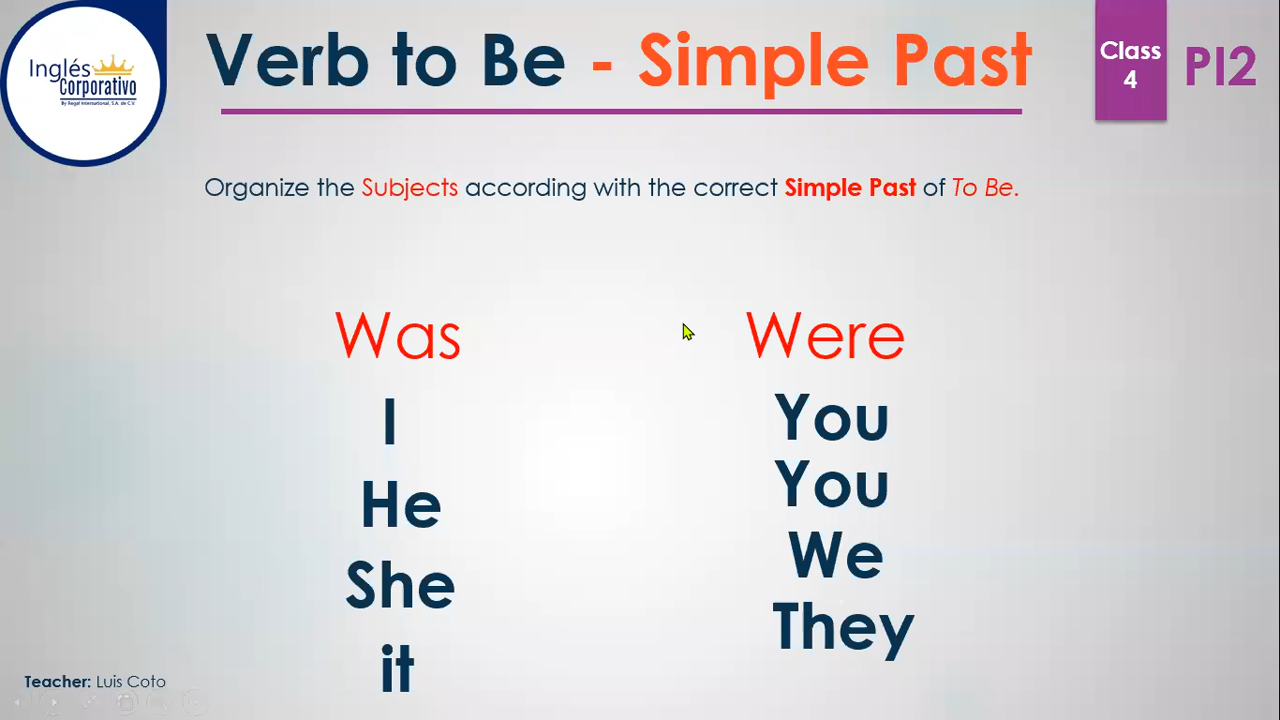 Inglés
Corporativo
By Regal International, S.A. de C.V.
Verb to Be - Simple Past
Class
4
PI2
Organize the Subjects according with the correct Simple Past of To Be.
Was
Were
I
You
He
You
She
We
it
They
Teacher: Luis Coto